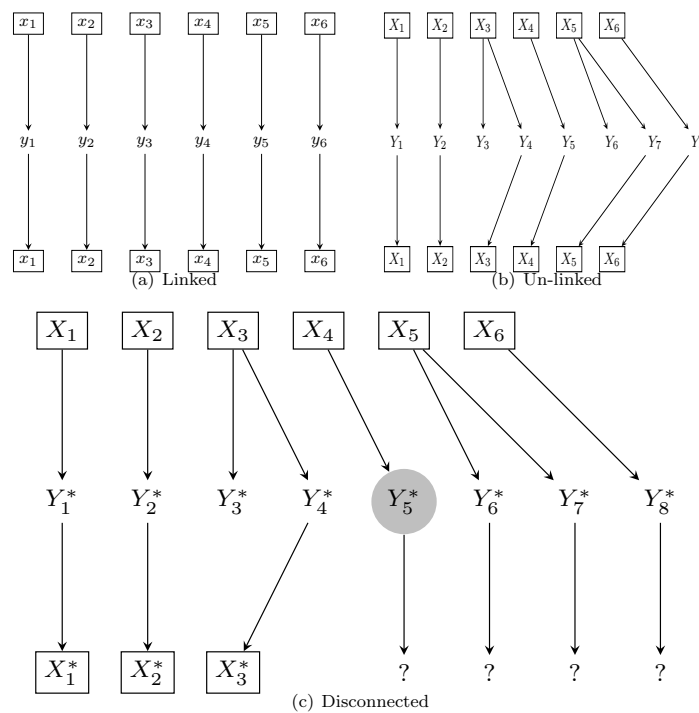 x₁ x₂ x₃ x₄ x₅ x₆
y₁ y₂ y₃ y₄ y₅ y₆
x₁ x₂ x₃ x₄ x₅ x₆
(a) Linked
X₁ X₂ X₃ X₄ X₅ X₆
Y₁ Y₂ Y₃ Y₄ Y₅ Y₆ Y₇ Y
X₁ X₂ X₃ X₄ X₅ X₆
(b) Un-linked
X₁ X₂ X₃ X₄ X₅ X₆
Y₁* Y₂* Y₃* Y₄* Y₅* Y₆* Y₇* Y₈*
X₁* X₂* X₃* ? ? ? ?
(c) Disconnected